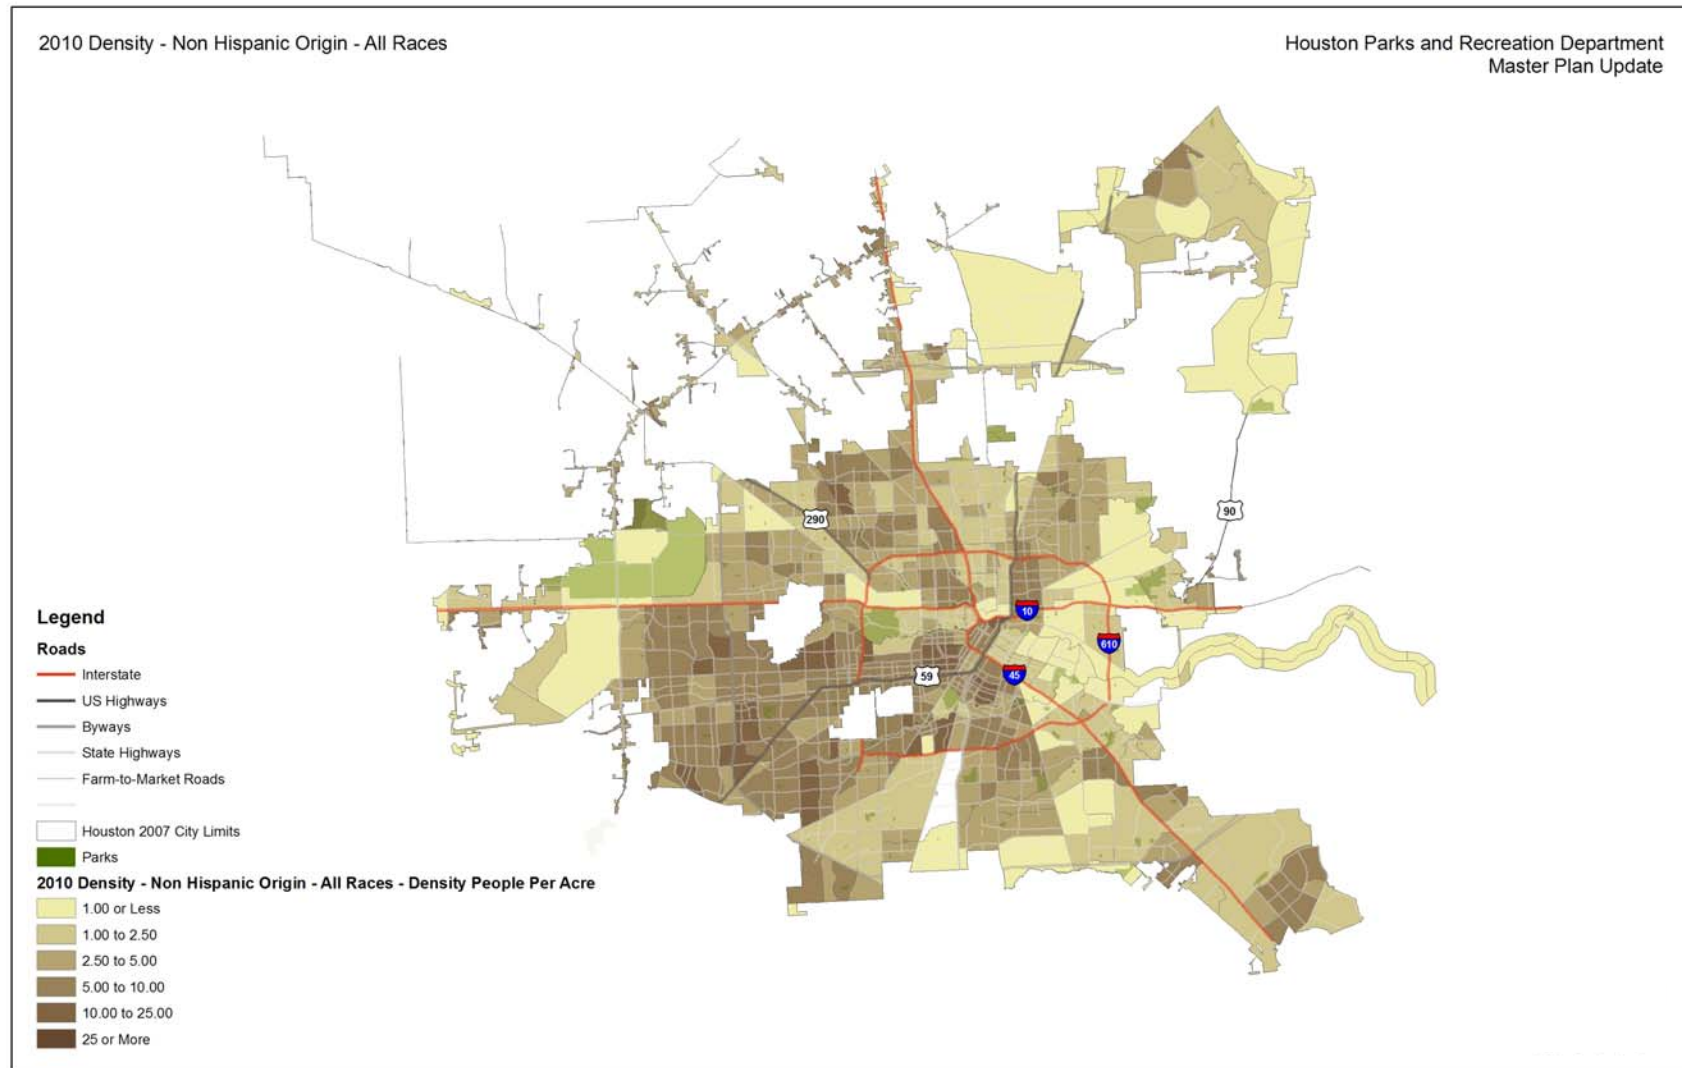 2010 Density - Non Hispanic Origin - All Races
Houston Parks and Recreation Department
Master Plan Update
290
90
10
610
59
45
Legend
Roads
Interstate
US Highways
Byways
State Highways
Farm-to-Market Roads
Houston 2007 City Limits
Parks
2010 Density - Non Hispanic Origin - All Races - Density People Per Acre
1.00 or Less
1.00 to 2.50
2.50 to 5.00
5.00 to 10.00
10.00 to 25.00
25 or More